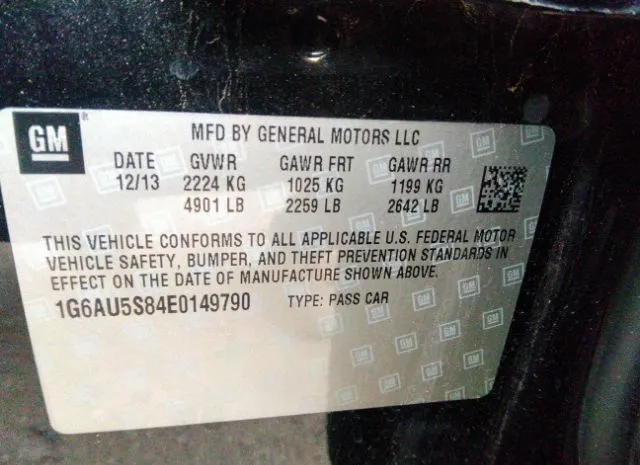 GM
MFD BY GENERAL MOTORS LLC
DATE GVWR GAWR FRT GAWR RR
12/13 2224 KG 1025 KG 1199 KG
4901 LB 2259 LB 2642 LB
THIS VEHICLE CONFORMS TO ALL APPLICABLE U.S. FEDERAL MOTOR
VEHICLE SAFETY, BUMPER, AND THEFT PREVENTION STANDARDS IN
EFFECT ON THE DATE OF MANUFACTURE SHOWN ABOVE.
1G6AU5S84E0149790 TYPE: PASS CAR